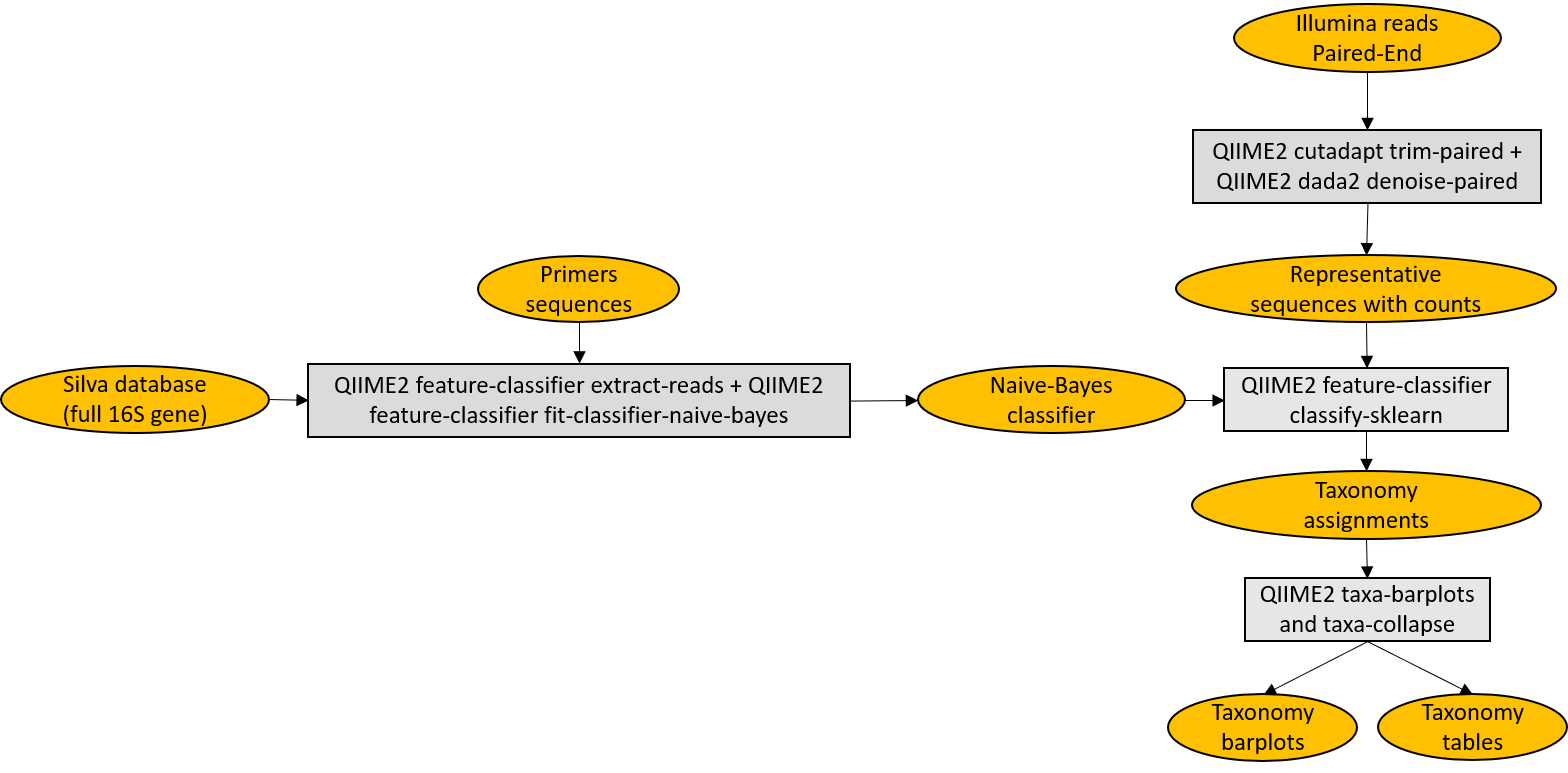 Illumina reads
Paired-End
QIIME2 cutadapt trim-paired +
QIIME2 dada2 denoise-paired
Primers
sequences
Representative
sequences with counts
Silva database
(full 16S gene)
QIIME2 feature-classifier extract-reads + QIIME2
feature-classifier fit-classifier-naive-bayes
Naive-Bayes
classifier
QIIME2 feature-classifier
classify-sklearn
Taxonomy
assignments
QIIME2 taxa-barplots
and taxa-collapse
Taxonomy
barplots
Taxonomy
tables